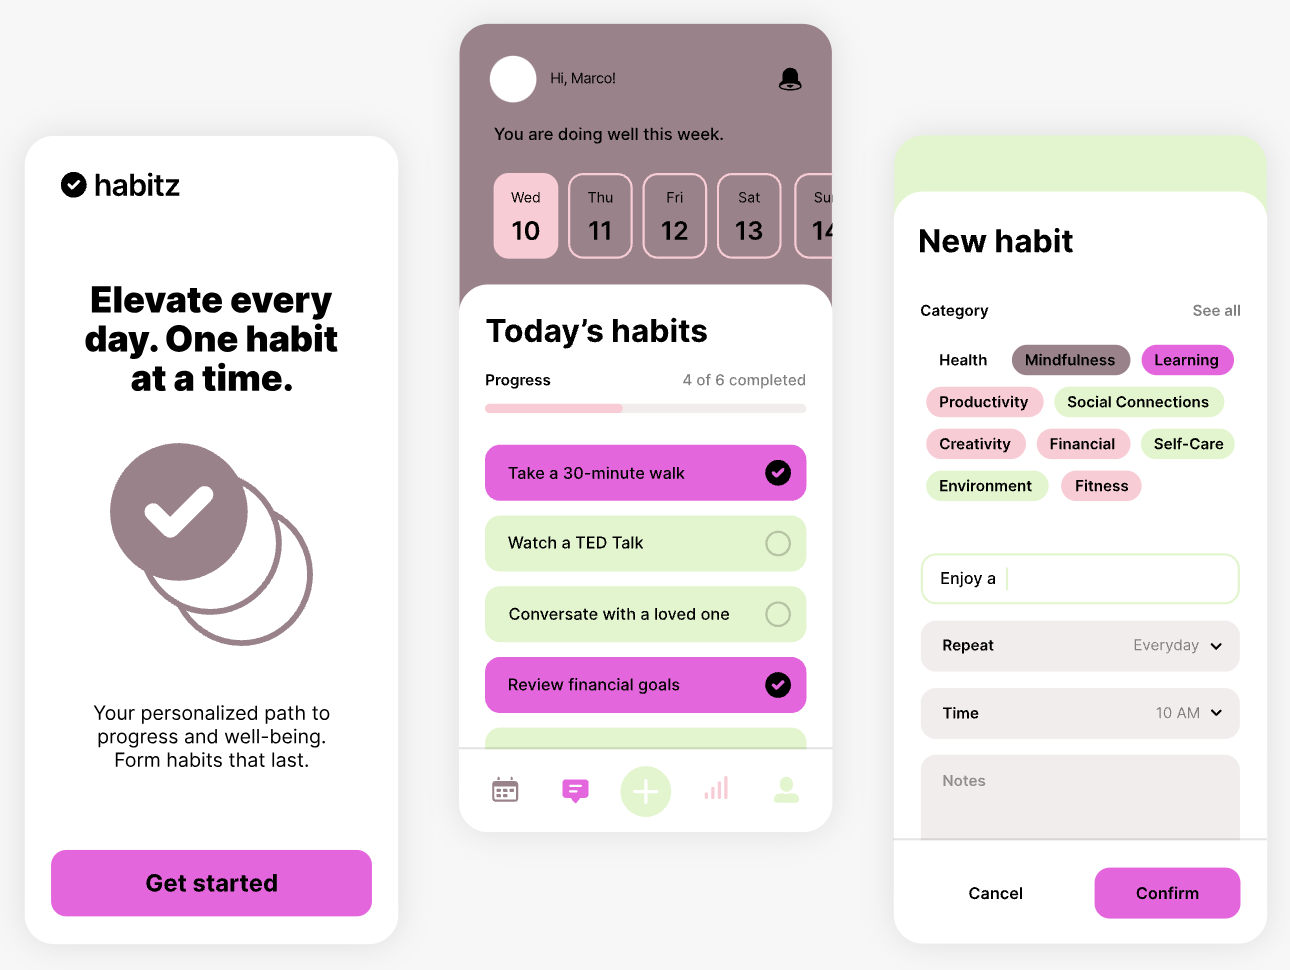 habitz
Elevate every
day. One habit
at a time.
Your personalized path to
progress and well-being.
Form habits that last.
Get started
Hi, Marco!
You are doing well this week.
Wed Thu Fri Sat Sun
10 11 12 13 14
Today’s habits
Progress 4 of 6 completed
Take a 30-minute walk
Watch a TED Talk
Conversate with a loved one
Review financial goals
New habit
Category See all
Health Mindfulness Learning
Productivity Social Connections
Creativity Financial Self-Care
Environment Fitness
Enjoy a
Repeat Everyday
Time 10 AM
Notes
Cancel Confirm